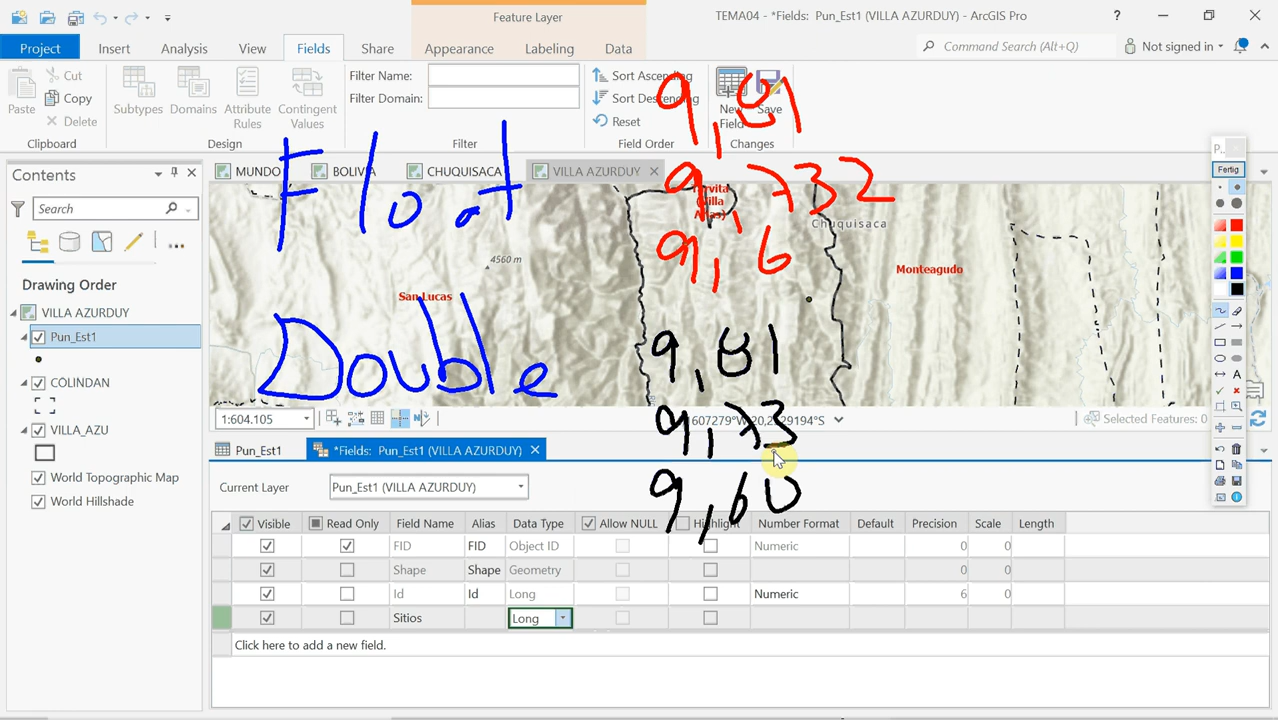 Feature Layer
TEMA04 - *Fields: Pun_Est1 (VILLA AZURDUY) - ArcGIS Pro
Project Insert Analysis View Fields Share Appearance Labeling Data
Command Search (Alt+Q)
Not signed in
Paste
Cut
Copy
Delete
Clipboard
Subtypes
Domains
Attribute Rules
Contingent Values
Design
Filter Name:
Filter Domain:
Filter
Sort Ascending
Sort Descending
Reset
Field Order
New Field
Save
Changes
9,81
9,732
9,6
Float
Double
9,81
9,73
9,60
Contents
Search
Drawing Order
VILLA AZURDUY
Pun_Est1
COLINDAN
VILLA_AZU
World Topographic Map
World Hillshade
MUNDO BOLIVIA CHUQUISACA VILLA AZURDUY
(Villa
Chuquisaca
4560 m
San Lucas
Monteagudo
Fertig
1:604.105
Selected Features: 0
Pun_Est1
*Fields: Pun_Est1 (VILLA AZURDUY)
Current Layer
Pun_Est1 (VILLA AZURDUY)
Visible Read Only Field Name Alias Data Type Allow NULL Highlight Number Format Default Precision Scale Length
FID FID Object ID Numeric 0 0
Shape Shape Geometry 0 0
Id Id Long Numeric 6 0
Sitios Long
Click here to add a new field.